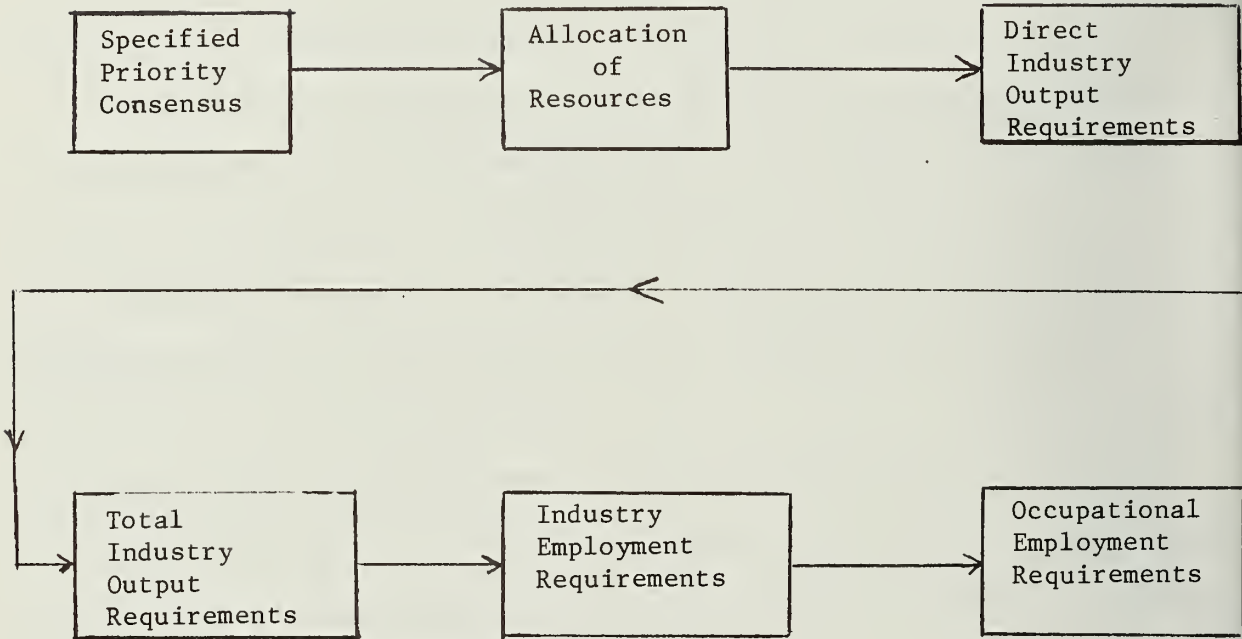 Specified
Priority
Consensus
Allocation
of
Resources
Direct
Industry
Output
Requirements
Total
Industry
Output
Requirements
Industry
Employment
Requirements
Occupational
Employment
Requirements